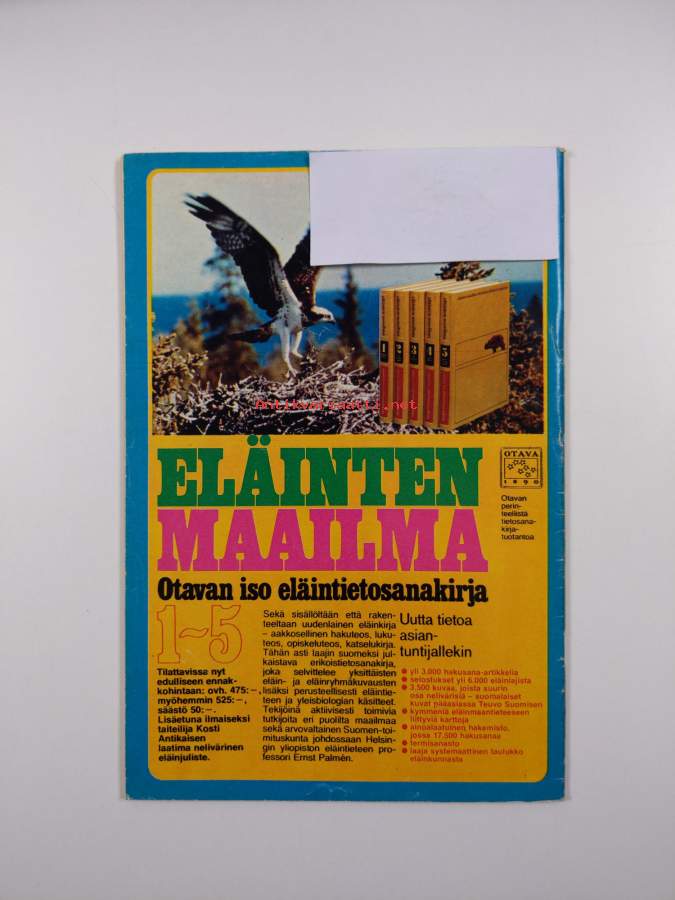 1 2 3 4 5
Antikvariaatti.net
ELÄINTEN
MAAILMA
Otavan iso eläintietosanakirja
OTAVA
1890
Otavan
perin-
teellistä
tietosana-
kirja-
tuotantoa
1~5
Tilattavissa nyt
edulliseen ennak-
kohintaan: ovh. 475:–,
myöhemmin 525:–,
säästö 50:–.
Lisäetuna ilmaiseksi
taiteilija Kosti
Antikaisen
laatima nelivärinen
eläinjuliste.
Sekä sisällöltään että raken-
teeltaan uudenlainen eläinkirja
– aakkosellinen hakuteos, luku-
teos, opiskeluteos, katselukirja.
Tähän asti laajin suomeksi jul-
kaistava erikoistietosanakirja,
joka selvittelee yksittäisten
eläin- ja eläinryhmäkuvausten
lisäksi perusteellisesti eläintie-
teen ja yleisbiologian käsitteet.
Tekijöinä aktiivisesti toimivia
tutkijoita eri puolilta maailmaa
sekä arvovaltainen Suomen-toi-
mituskunta johdossaan Helsin-
gin yliopiston eläintieteen pro-
fessori Ernst Palmén.
Uutta tietoa
asian-
tuntijallekin
● yli 3.000 hakusana-artikkelia
● selostukset yli 6.000 eläinlajista
● 3.500 kuvaa, joista suurin
osa nelivärisiä – suomalaiset
kuvat pääasiassa Teuvo Suomisen
● kymmeniä eläinmaantieteeseen
liittyviä karttoja
● ainolaatuinen hakemisto,
jossa 17.500 hakusanaa
● termisanasto
● laaja systemaattinen taulukko
eläinkunnasta